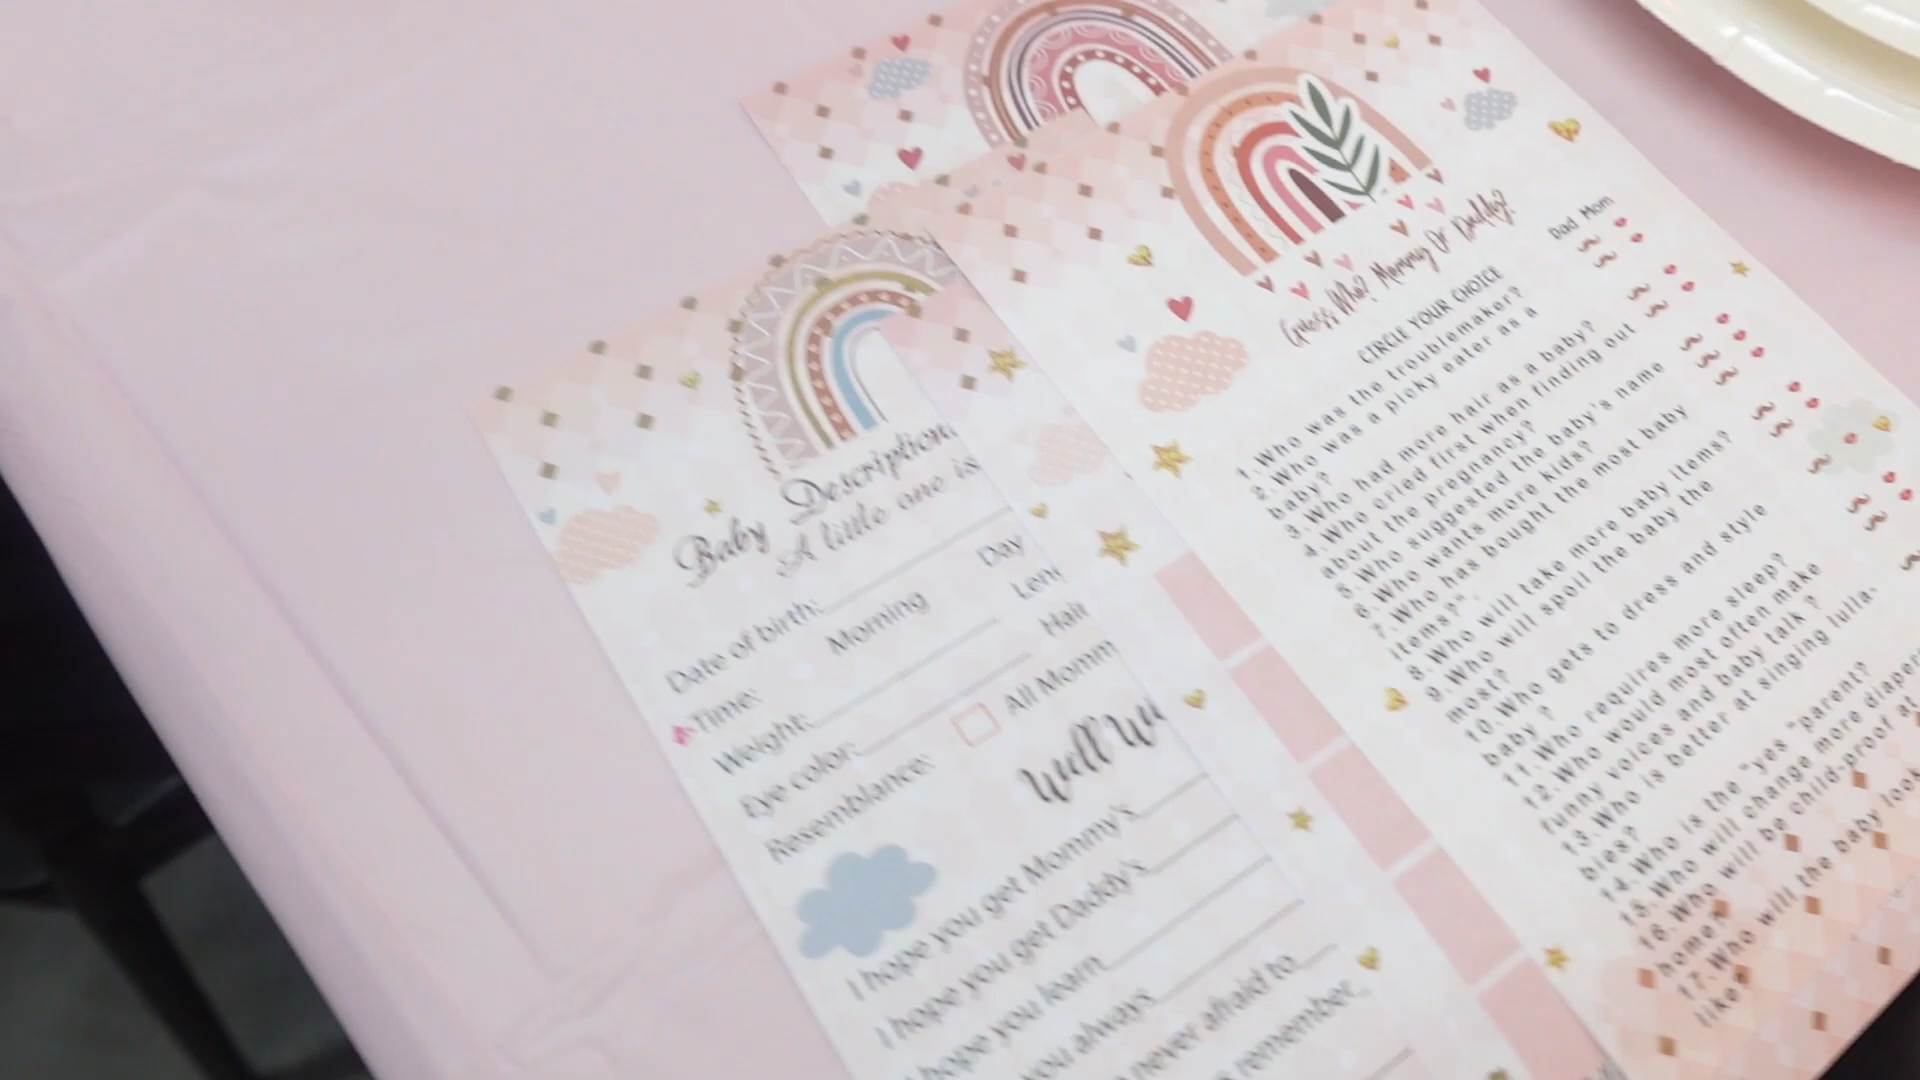 Baby Description
A little one is
Date of birth:
Day
Time:
Morning
Weight:
Eye color:
Hair
Resemblance:
All Momm
Well Wi
I hope you get Mommy's
I hope you get Daddy's
hope you learn
you always
never afraid to
remember
Guess Who? Mommy Or Daddy?
CIRCLE YOUR CHOICE
Dad Mom
1.Who was the troublemaker?
2.Who was a picky eater as a
baby?
3.Who had more hair as a baby?
4.Who cried first when finding out
about the pregnancy?
5.Who suggested the baby's name
6.Who wants more kids?
7.Who has bought the most baby
items?
8.Who will take more baby items?
9.Who will spoil the baby the
most?
10.Who gets to dress and style
baby ?
11.Who requires more sleep?
12.Who would most often make
funny voices and baby talk ?
13.Who is better at singing lulla-
bies?
14.Who is the "yes "parent?
15.Who will change more diapers
16.Who will be child-proof at
home?
17.Who will the baby look
like?